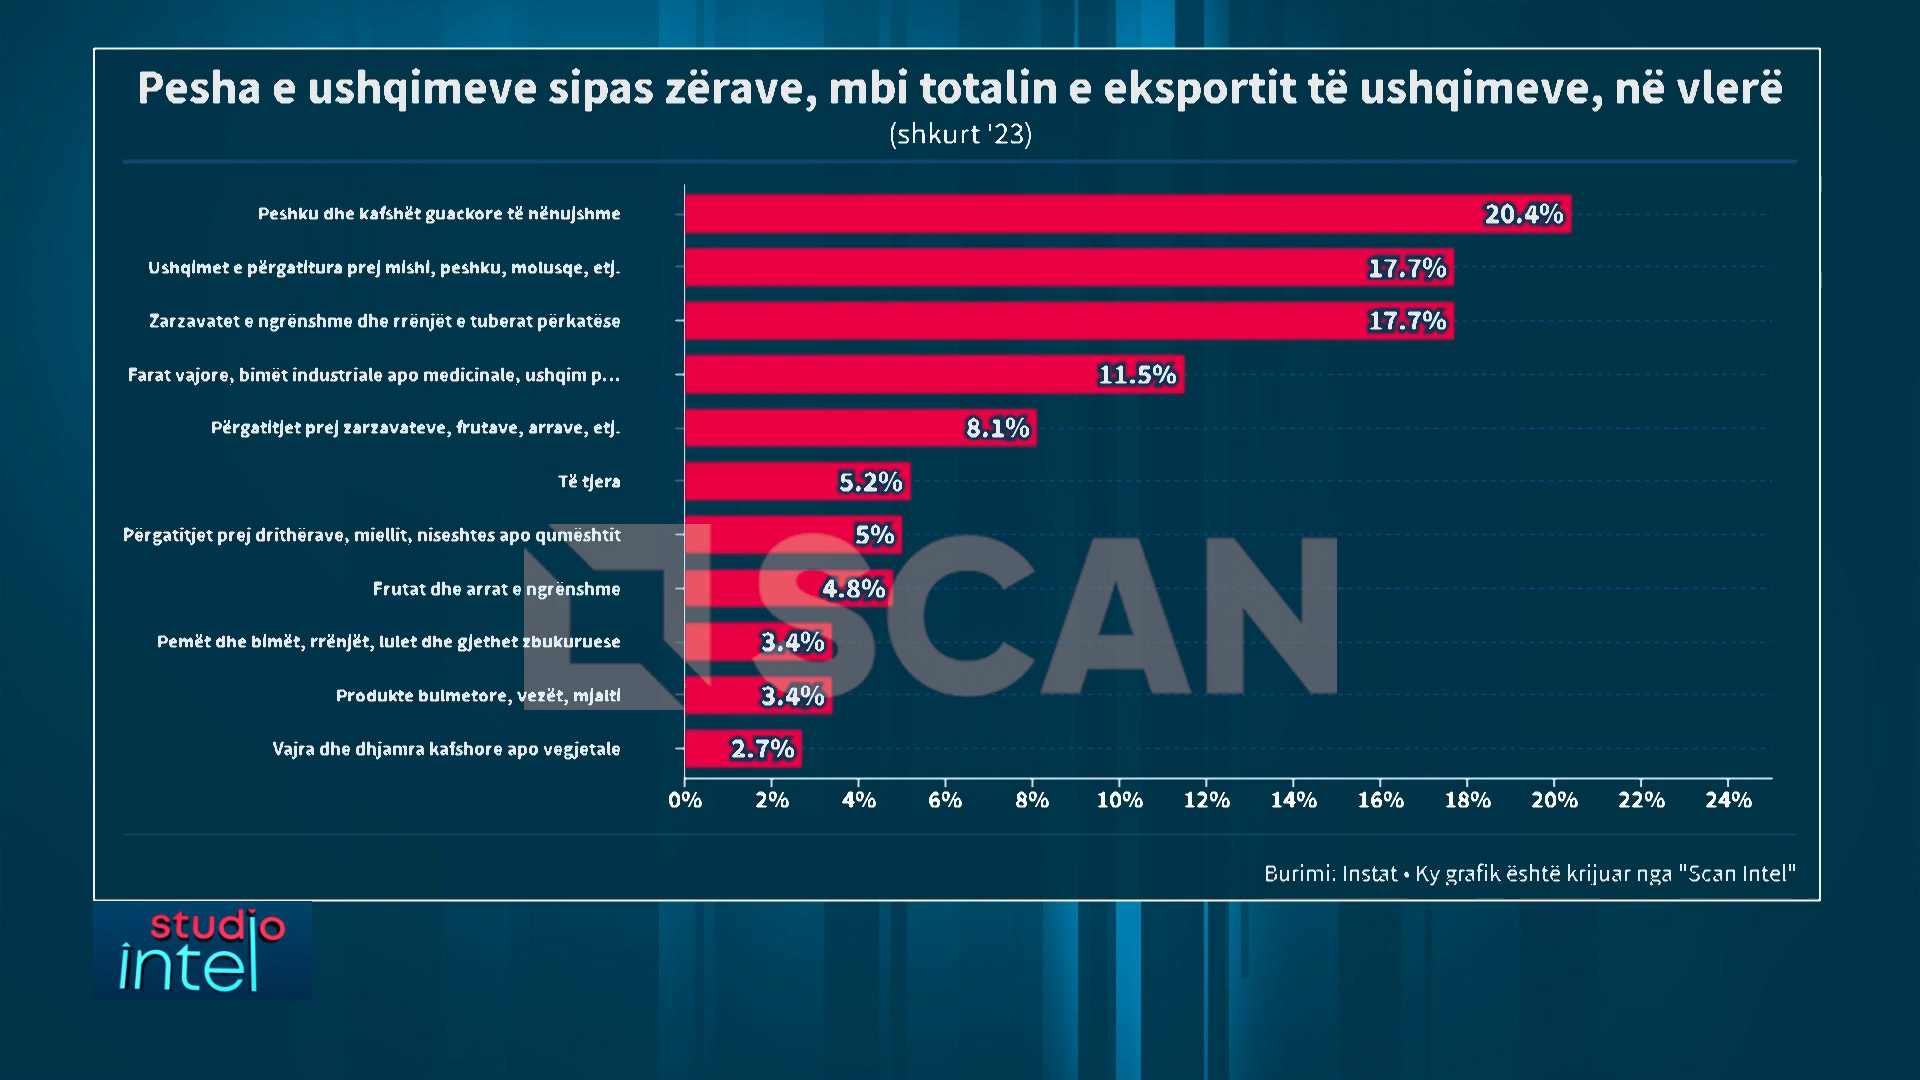 Pesha e ushqimeve sipas zërave, mbi totalin e eksportit të ushqimeve, në vlerë
(shkurt '23)
Peshku dhe kafshët guackore të nënujshme 20.4%
Ushqimet e përgatitura prej mishi, peshku, molusqe, etj. 17.7%
Zarzavatet e ngrënshme dhe rrënjët e tuberat përkatëse 17.7%
Farat vajore, bimët industriale apo medicinale, ushqim p... 11.5%
Përgatitjet prej zarzavateve, frutave, arrave, etj. 8.1%
Të tjera 5.2%
Përgatitjet prej drithërave, miellit, niseshtes apo qumështit 5%
Frutat dhe arrat e ngrënshme 4.8%
Pemët dhe bimët, rrënjët, lulet dhe gjethet zbukuruese 3.4%
Produkte bulmetore, vezët, mjalti 3.4%
Vajra dhe dhjamra kafshore apo vegjetale 2.7%
SCAN
0% 2% 4% 6% 8% 10% 12% 14% 16% 18% 20% 22% 24%
Burimi: Instat • Ky grafik është krijuar nga "Scan Intel"
studio
intel